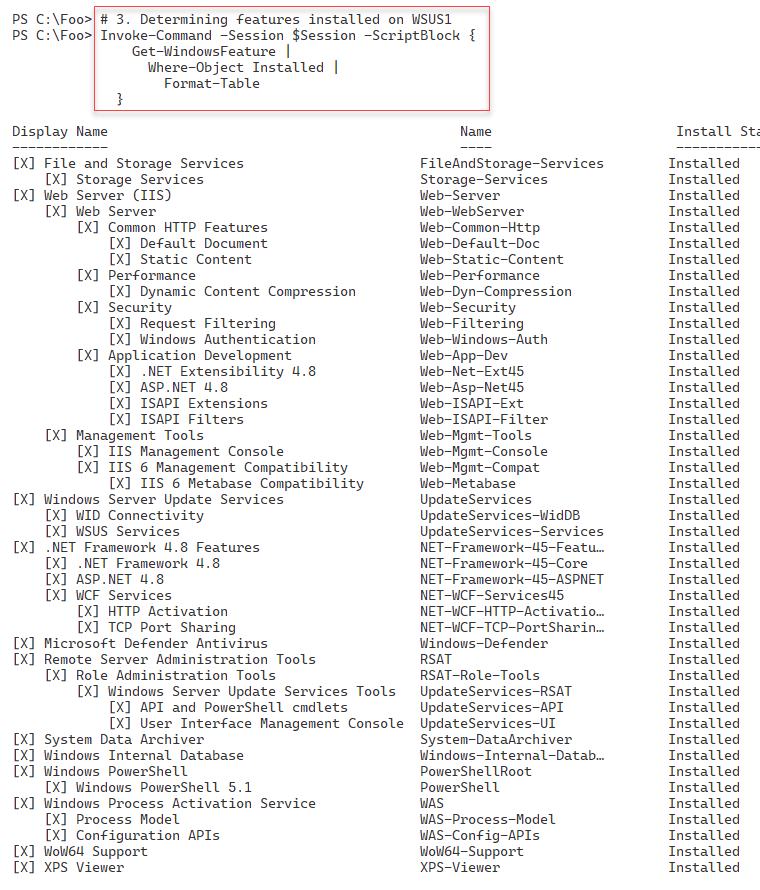 PS C:\Foo> # 3. Determining features installed on WSUS1
PS C:\Foo> Invoke-Command -Session $Session -ScriptBlock {
    Get-WindowsFeature |
      Where-Object Installed |
        Format-Table
  }
Display Name                                            Name                       Install Sta
------------                                            ----                       -----------
[X] File and Storage Services                      FileAndStorage-Services        Installed
    [X] Storage Services                           Storage-Services               Installed
[X] Web Server (IIS)                               Web-Server                     Installed
    [X] Web Server                                 Web-WebServer                  Installed
        [X] Common HTTP Features                   Web-Common-Http                Installed
            [X] Default Document                   Web-Default-Doc                Installed
            [X] Static Content                     Web-Static-Content             Installed
        [X] Performance                            Web-Performance                Installed
            [X] Dynamic Content Compression        Web-Dyn-Compression            Installed
        [X] Security                               Web-Security                   Installed
            [X] Request Filtering                  Web-Filtering                  Installed
            [X] Windows Authentication             Web-Windows-Auth               Installed
        [X] Application Development                Web-App-Dev                    Installed
            [X] .NET Extensibility 4.8             Web-Net-Ext45                  Installed
            [X] ASP.NET 4.8                        Web-Asp-Net45                  Installed
            [X] ISAPI Extensions                   Web-ISAPI-Ext                  Installed
            [X] ISAPI Filters                      Web-ISAPI-Filter               Installed
    [X] Management Tools                           Web-Mgmt-Tools                 Installed
        [X] IIS Management Console                 Web-Mgmt-Console               Installed
        [X] IIS 6 Management Compatibility         Web-Mgmt-Compat                Installed
            [X] IIS 6 Metabase Compatibility       Web-Metabase                   Installed
[X] Windows Server Update Services                 UpdateServices                 Installed
    [X] WID Connectivity                           UpdateServices-WidDB           Installed
    [X] WSUS Services                              UpdateServices-Services        Installed
[X] .NET Framework 4.8 Features                    NET-Framework-45-Featu…        Installed
    [X] .NET Framework 4.8                         NET-Framework-45-Core          Installed
    [X] ASP.NET 4.8                                NET-Framework-45-ASPNET        Installed
    [X] WCF Services                               NET-WCF-Services45             Installed
        [X] HTTP Activation                        NET-WCF-HTTP-Activatio…        Installed
        [X] TCP Port Sharing                       NET-WCF-TCP-PortSharin…        Installed
[X] Microsoft Defender Antivirus                   Windows-Defender               Installed
[X] Remote Server Administration Tools             RSAT                           Installed
    [X] Role Administration Tools                  RSAT-Role-Tools                Installed
        [X] Windows Server Update Services Tools   UpdateServices-RSAT            Installed
            [X] API and PowerShell cmdlets         UpdateServices-API             Installed
            [X] User Interface Management Console  UpdateServices-UI              Installed
[X] System Data Archiver                           System-DataArchiver            Installed
[X] Windows Internal Database                      Windows-Internal-Datab…        Installed
[X] Windows PowerShell                             PowerShellRoot                 Installed
    [X] Windows PowerShell 5.1                     PowerShell                     Installed
[X] Windows Process Activation Service             WAS                            Installed
    [X] Process Model                              WAS-Process-Model              Installed
    [X] Configuration APIs                         WAS-Config-APIs                Installed
[X] WoW64 Support                                  WoW64-Support                  Installed
[X] XPS Viewer                                     XPS-Viewer                     Installed